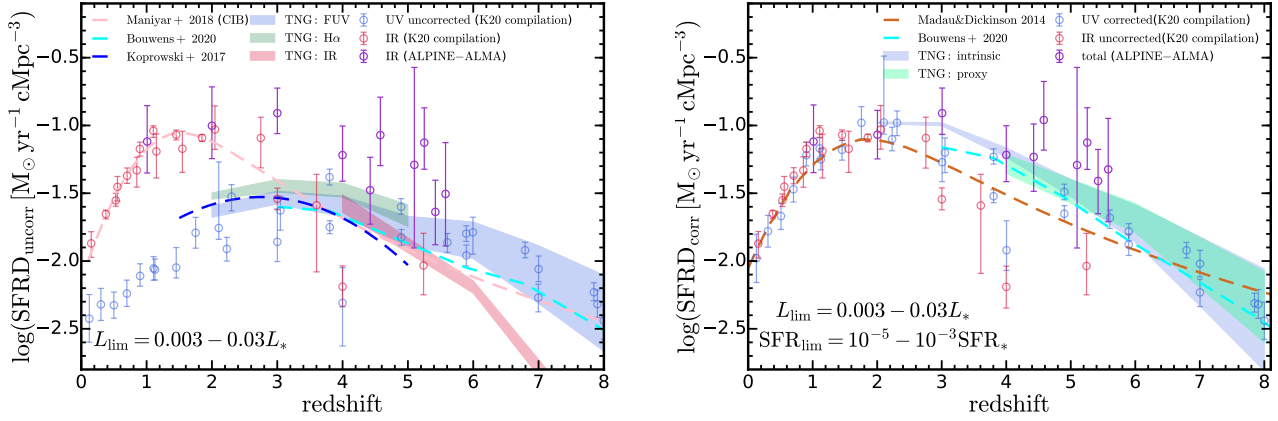 Maniyar+ 2018 (CIB)
Bouwens+ 2020
Koprowski+ 2017
TNG: FUV
TNG: Hα
TNG: IR
UV uncorrected (K20 compilation)
IR (K20 compilation)
IR (ALPINE−ALMA)
log(SFRD_uncorr [M⊙ yr⁻¹ cMpc⁻³)
−0.5
−1.0
−1.5
−2.0
−2.5
L_lim = 0.003 − 0.03L_*
0 1 2 3 4 5 6 7 8
redshift
Madau&Dickinson 2014
Bouwens+ 2020
TNG: intrinsic
TNG: proxy
UV corrected(K20 compilation)
IR uncorrected(K20 compilation)
total (ALPINE−ALMA)
log(SFRD_corr [M⊙ yr⁻¹ cMpc⁻³)
−0.5
−1.0
−1.5
−2.0
−2.5
L_lim = 0.003 − 0.03L_*
SFR_lim = 10⁻⁵ − 10⁻³SFR_*
0 1 2 3 4 5 6 7 8
redshift